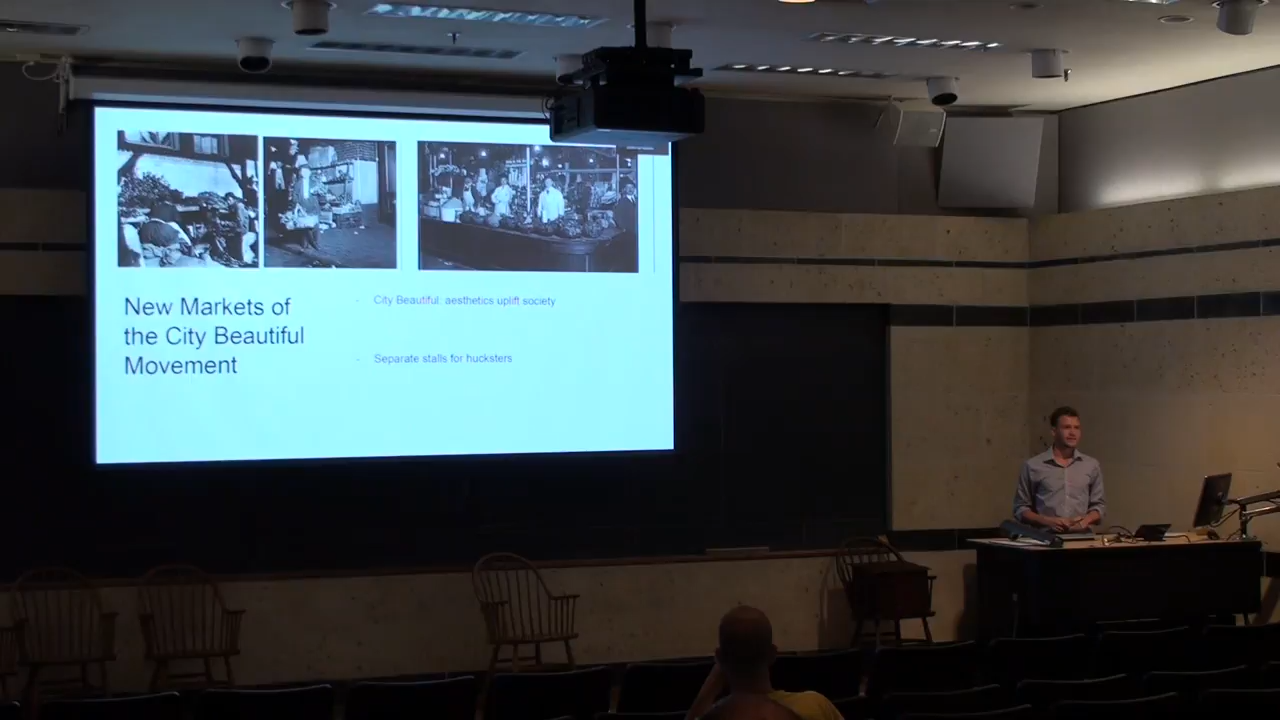 New Markets of
the City Beautiful
Movement
- City Beautiful: aesthetics uplift society
- Separate stalls for hucksters